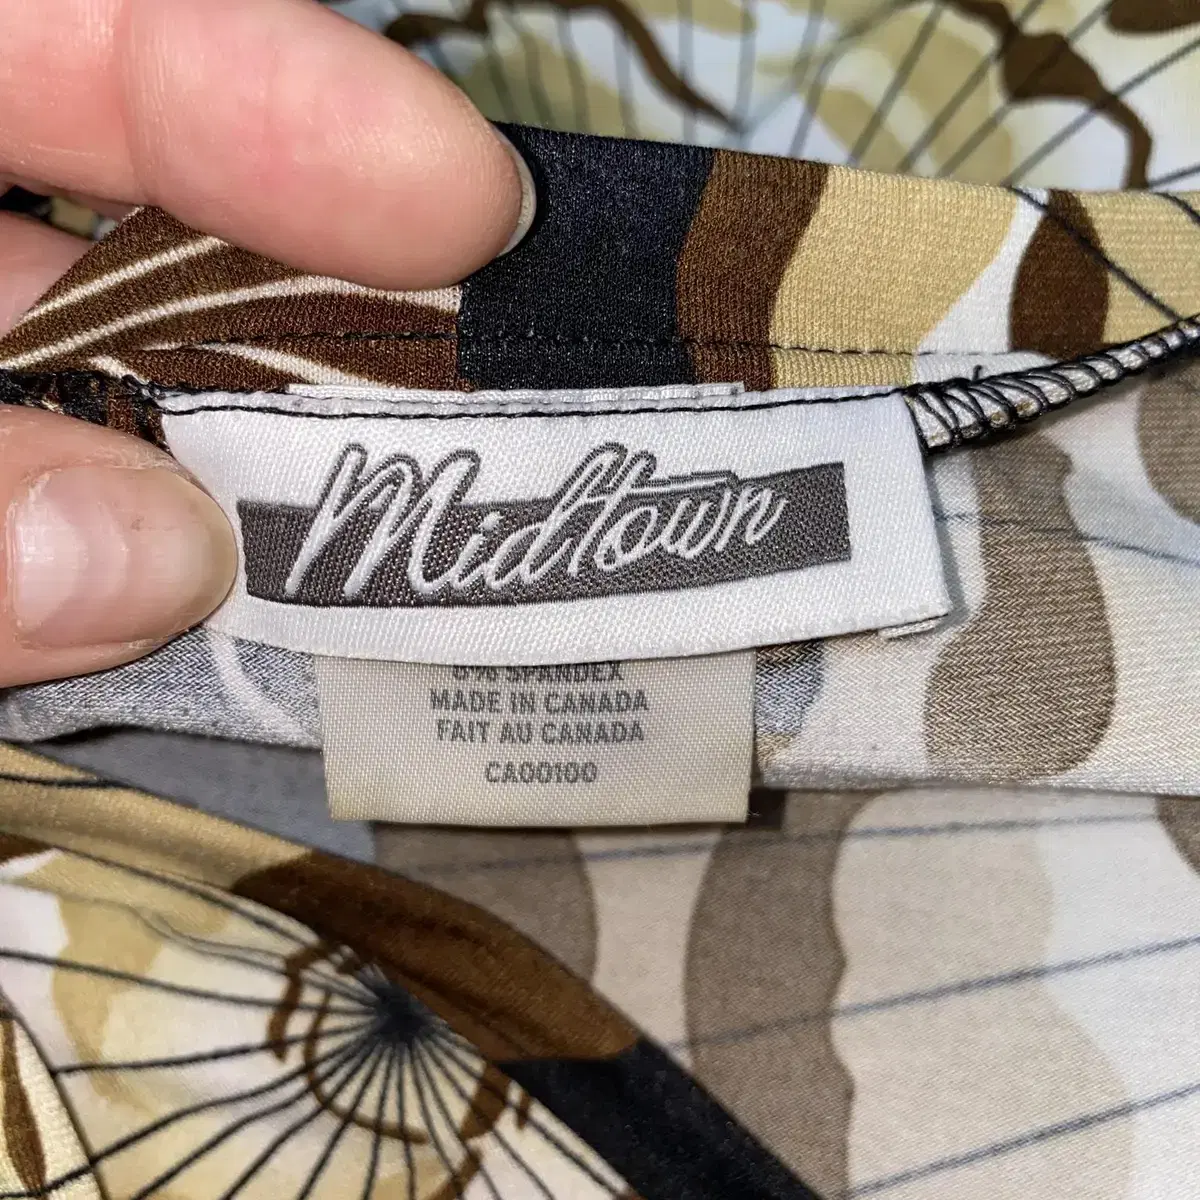 Midtown
SPANDEX
MADE IN CANADA
FAIT AU CANADA
CA00100